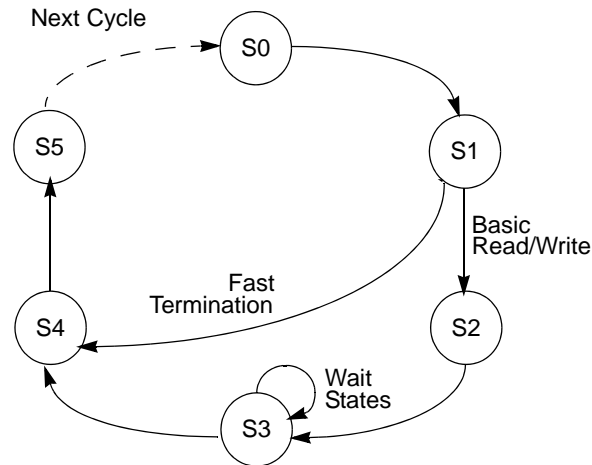 Next Cycle
S0
S5
S1
Basic
Read/Write
Fast
Termination
S4
S2
Wait
States
S3